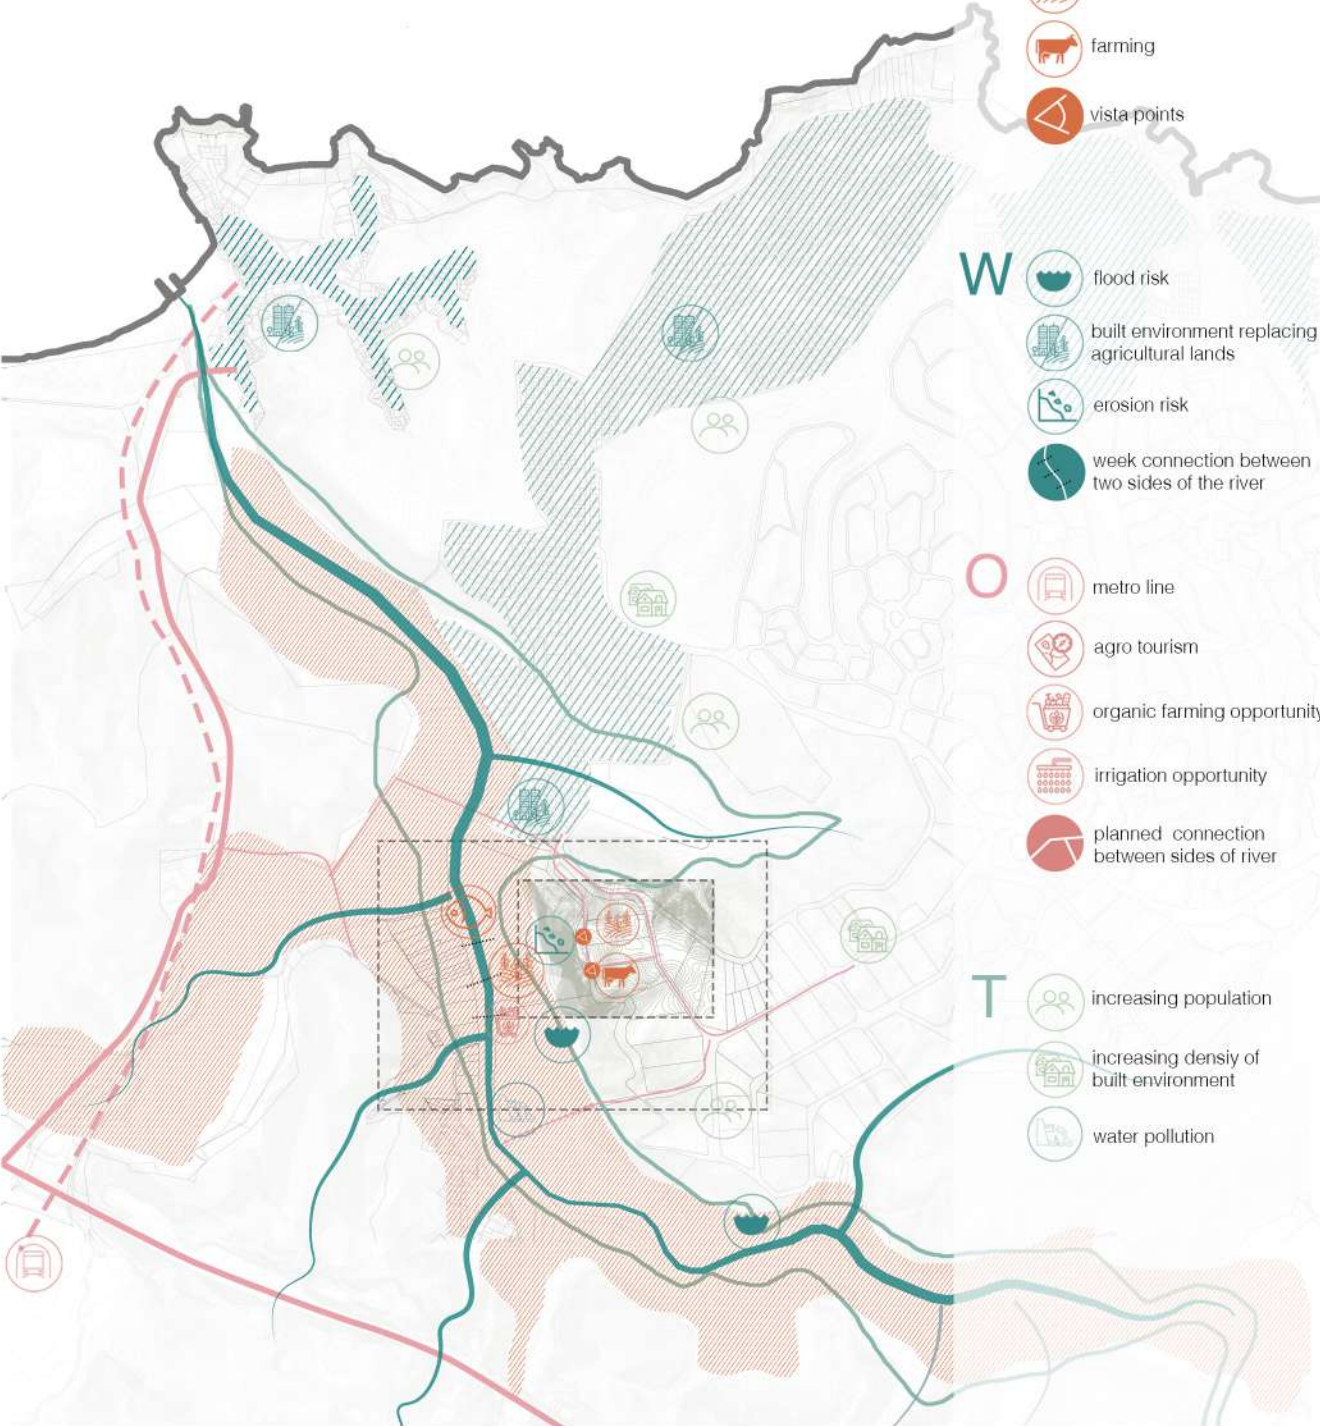 farming
vista points
W
flood risk
built environment replacing
agricultural lands
erosion risk
week connection between
two sides of the river
O
metro line
agro tourism
organic farming opportunity
irrigation opportunity
planned connection
between sides of river
T
increasing population
increasing densiy of
built environment
water pollution